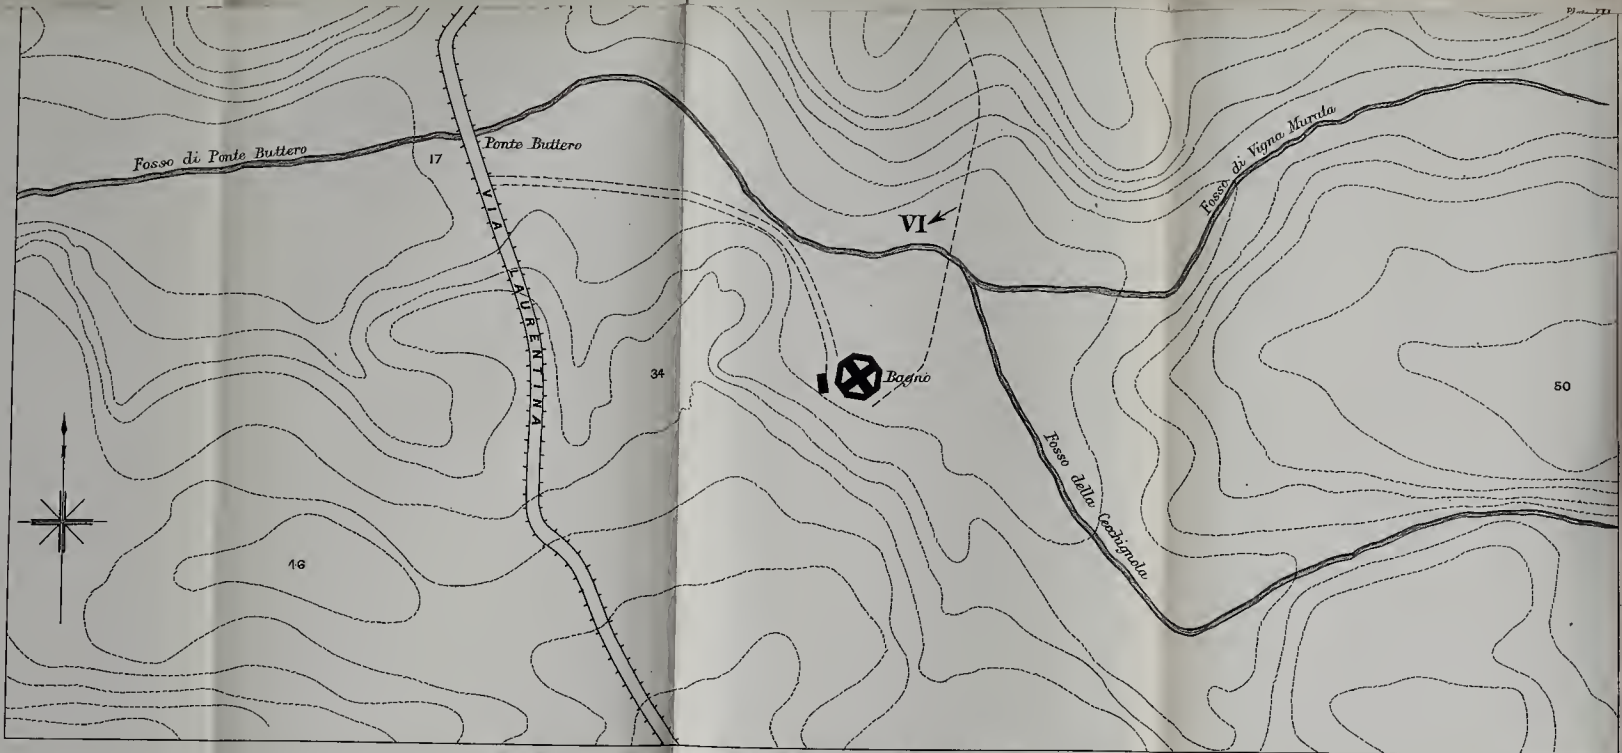 Fosso di Ponte Buttero
17
Ponte Buttero
VIA LAURENTINA
VI
Fosso di Vigna Murata
34
Bagno
50
Fosso della Cecchignola
16